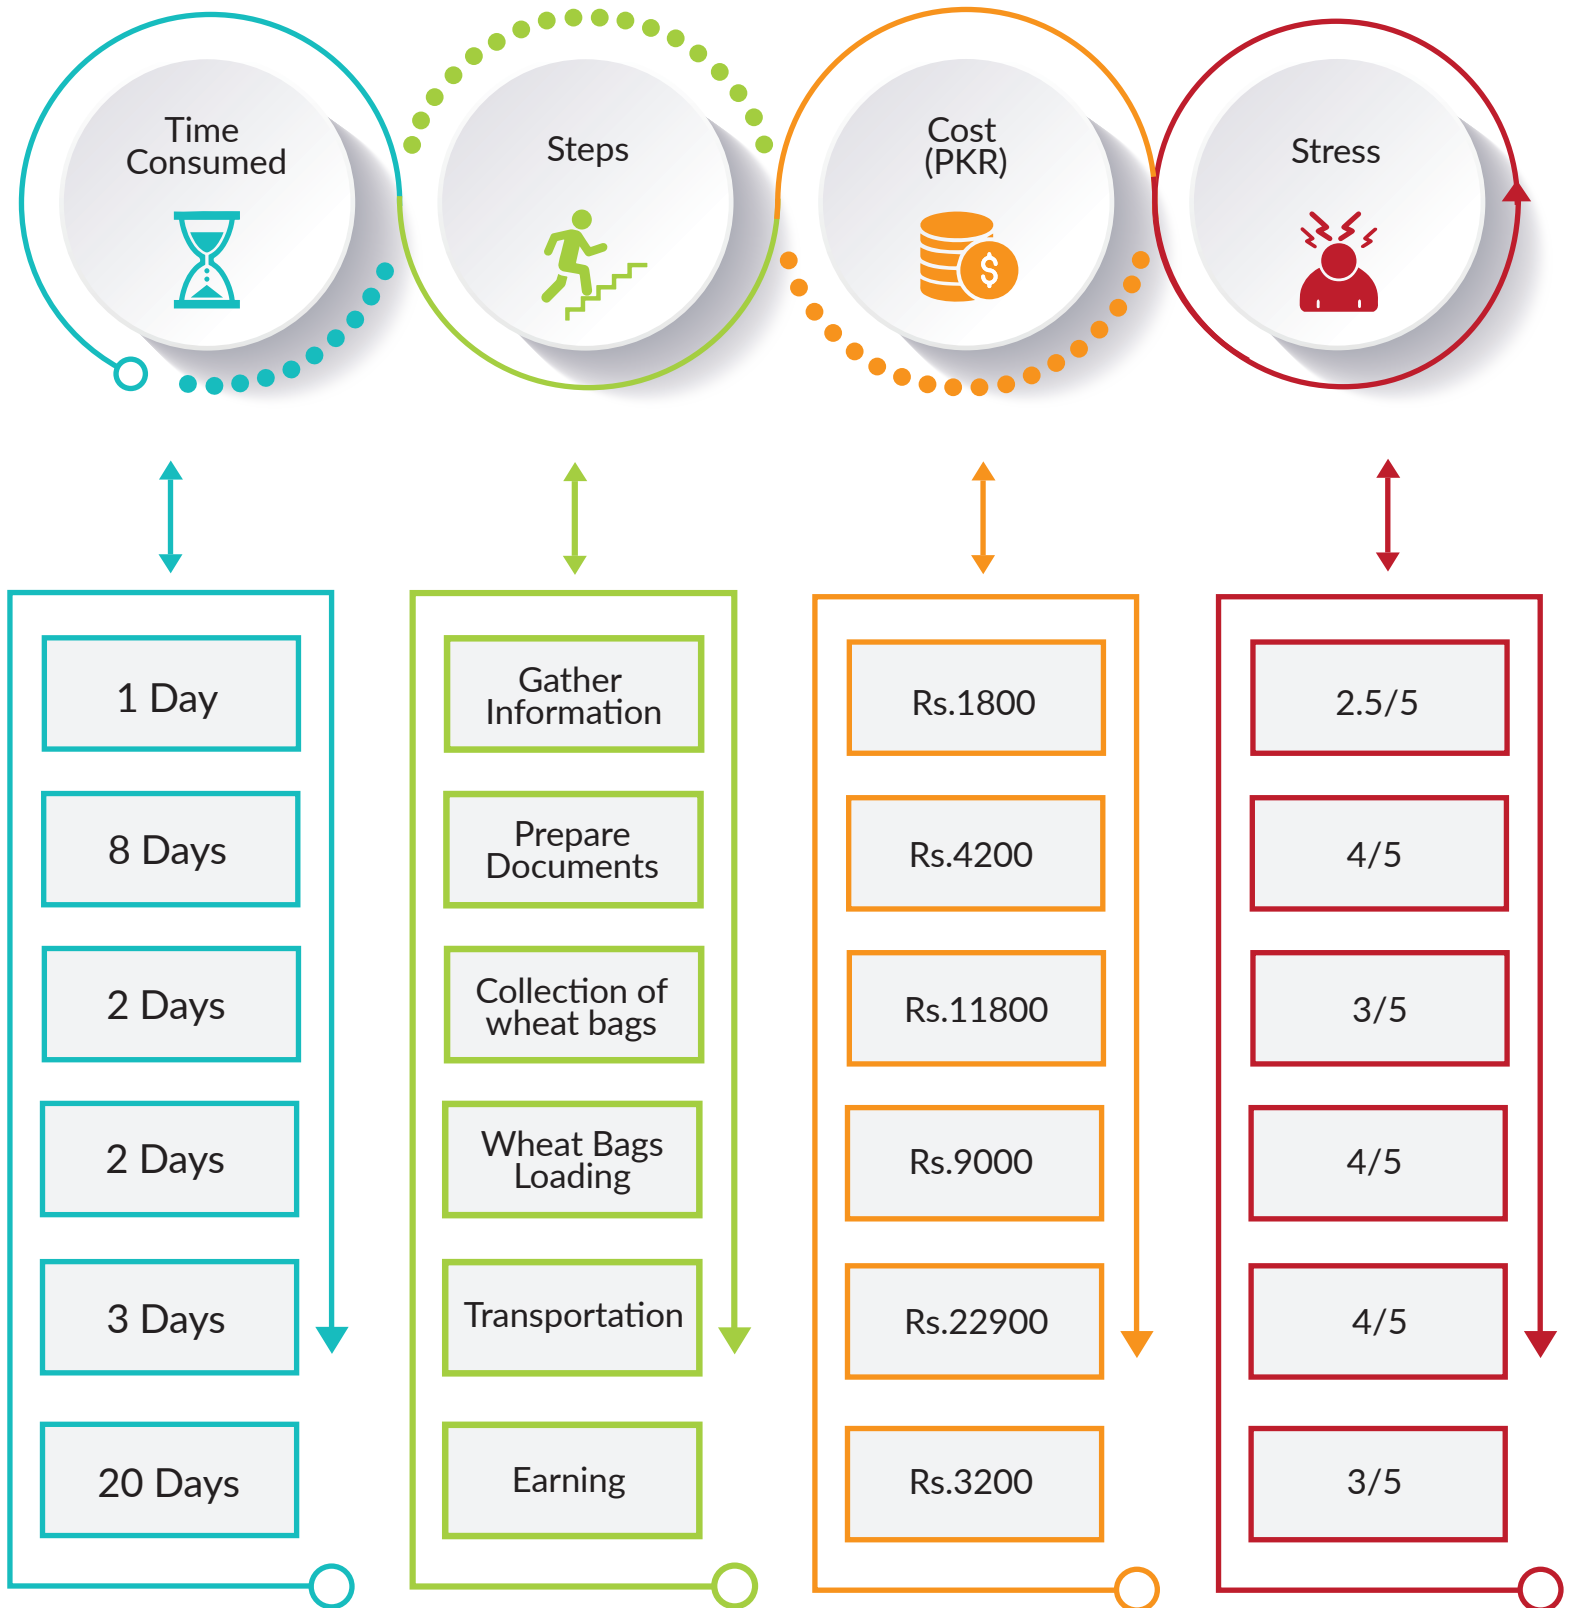 Time
Consumed
Steps
Cost
(PKR)
Stress
$
1 Day
Gather
Information
Rs.1800
2.5/5
8 Days
Prepare
Documents
Rs.4200
4/5
2 Days
Collection of
wheat bags
Rs.11800
3/5
2 Days
Wheat Bags
Loading
Rs.9000
4/5
3 Days
Transportation
Rs.22900
4/5
20 Days
Earning
Rs.3200
3/5